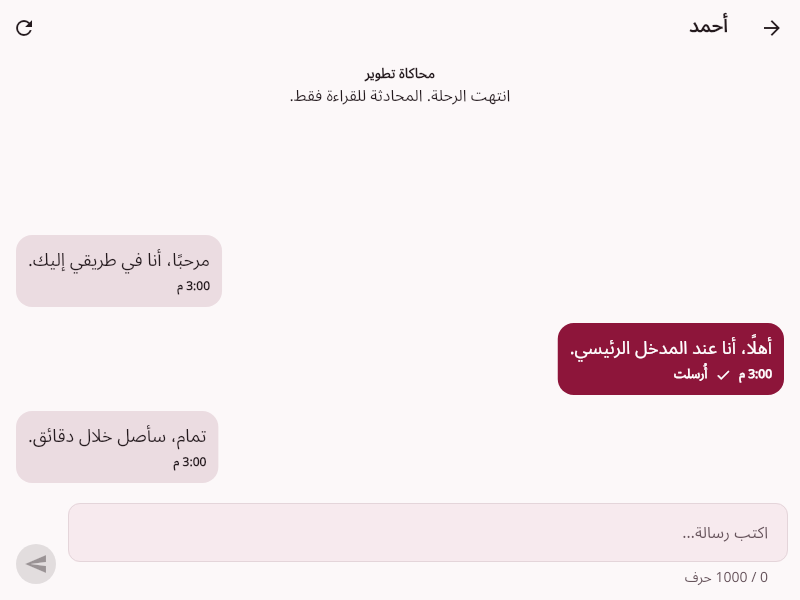 أحمد
محاكاة تطوير
انتهت الرحلة. المحادثة للقراءة فقط.
مرحبًا، أنا في طريقي إليك.
3:00 م
أهلًا، أنا عند المدخل الرئيسي.
3:00 م أُرسلت
تمام، سأصل خلال دقائق.
3:00 م
اكتب رسالة...
0 / 1000 حرف